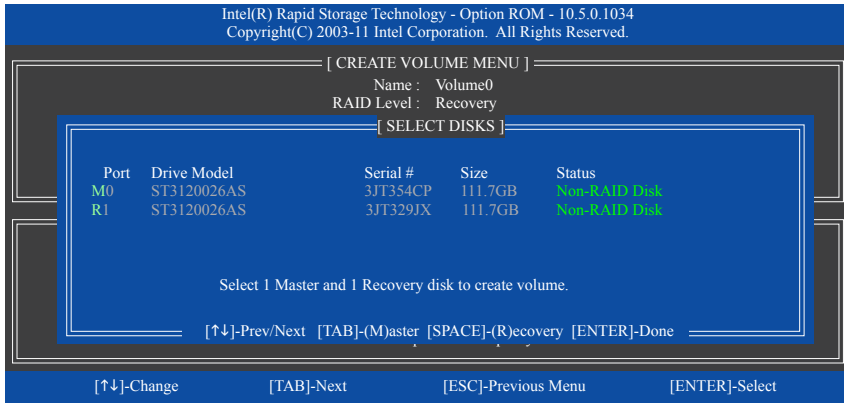 Intel(R) Rapid Storage Technology - Option ROM - 10.5.0.1034
Copyright(C) 2003-11 Intel Corporation. All Rights Reserved.
[ CREATE VOLUME MENU ]
Name : Volume0
RAID Level : Recovery
[ SELECT DISKS ]
Port Drive Model Serial # Size Status
M0 ST3120026AS 3JT354CP 111.7GB Non-RAID Disk
R1 ST3120026AS 3JT329JX 111.7GB Non-RAID Disk
Select 1 Master and 1 Recovery disk to create volume.
[↑↓]-Prev/Next [TAB]-(M)aster [SPACE]-(R)ecovery [ENTER]-Done
[↑↓]-Change [TAB]-Next [ESC]-Previous Menu [ENTER]-Select